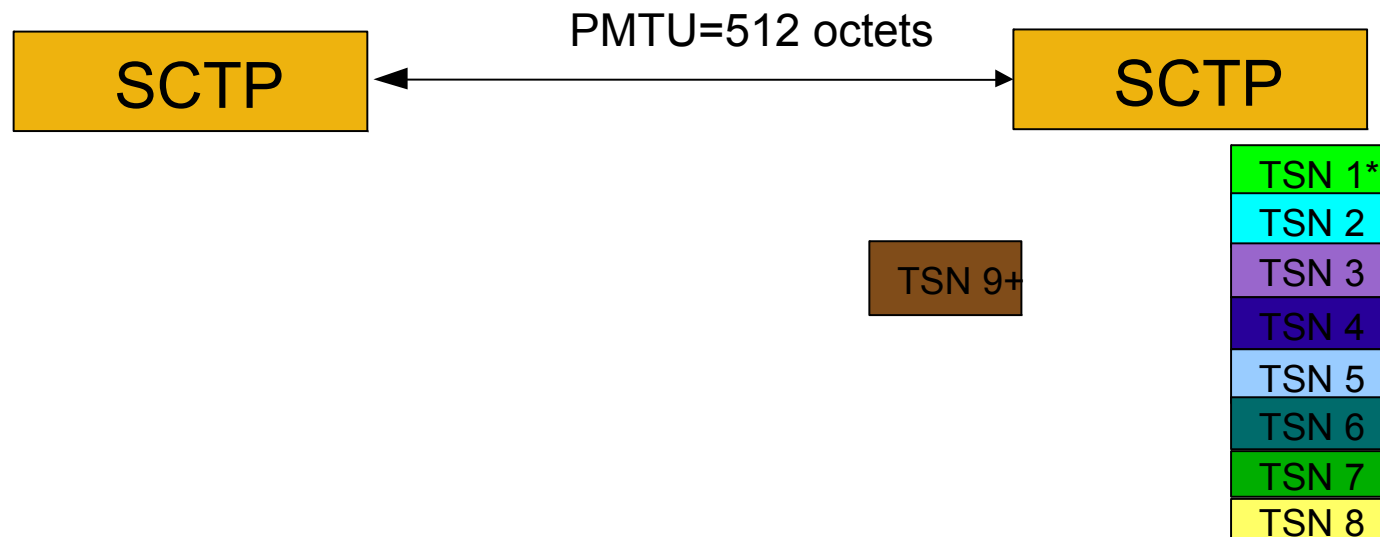 PMTU=512 octets
SCTP
SCTP
TSN 1*
TSN 2
TSN 3
TSN 9+
TSN 4
TSN 5
TSN 6
TSN 7
TSN 8